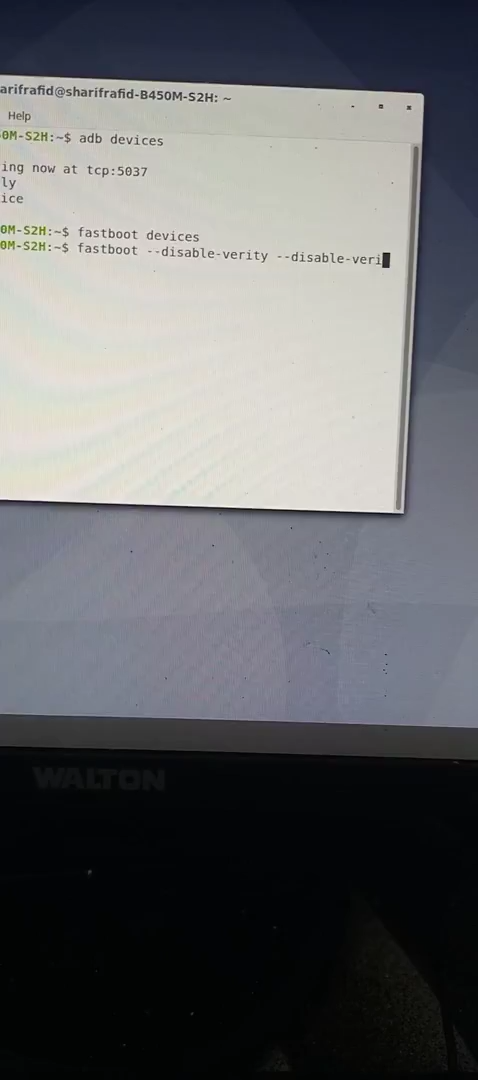 arifrafid@sharifrafid-B450M-S2H: ~
Help
0M-S2H:~$ adb devices
ing now at tcp:5037
ly
ice
0M-S2H:~$ fastboot devices
0M-S2H:~$ fastboot --disable-verity --disable-veri
WALTON